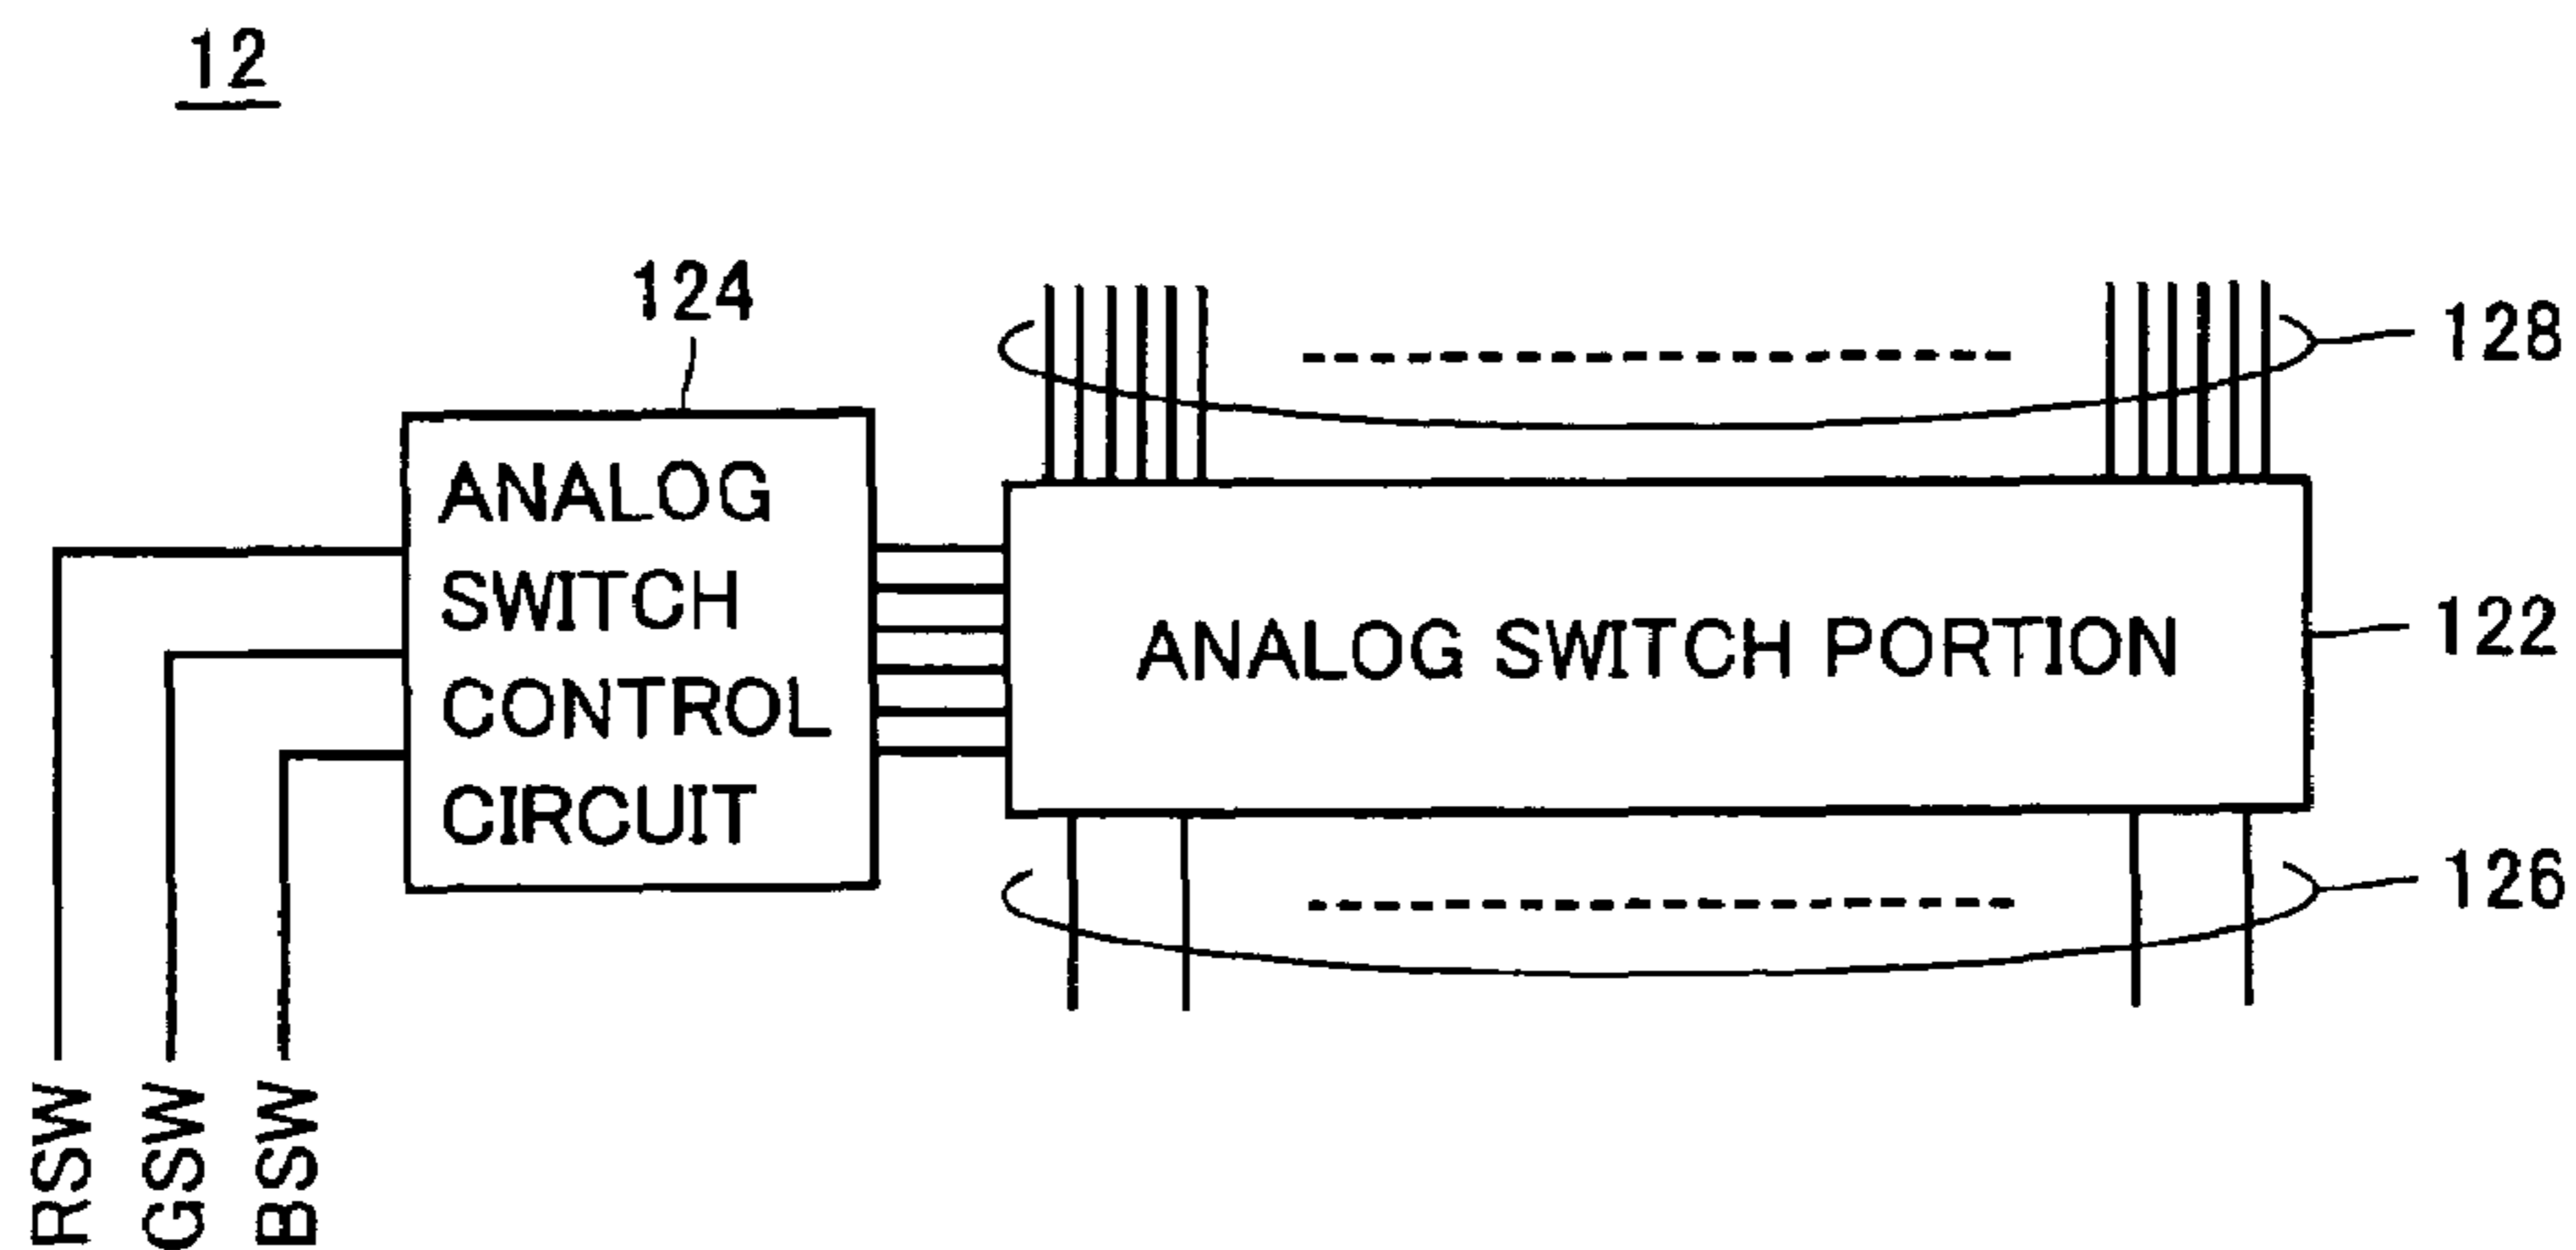 12
124
128
ANALOG
SWITCH
CONTROL
CIRCUIT
ANALOG SWITCH PORTION
122
126
RSW
GSW
BSW